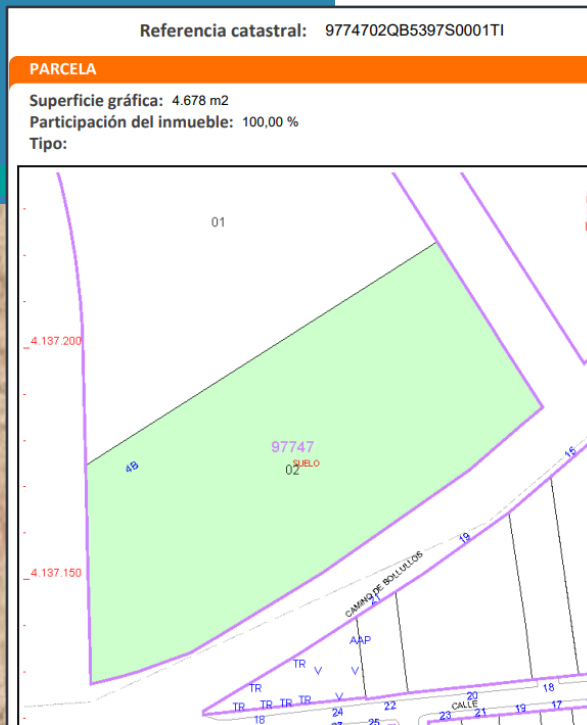 Referencia catastral: 9774702QB5397S0001TI
PARCELA
Superficie gráfica: 4.678 m2
Participación del inmueble: 100,00 %
Tipo:
01
4.137.200
97747
4B
SUELO
02
15
19
4.137.150
CAMINO DE BOLLULLOS
21
AAP
TR
V
V
TR
18
TR
TR
TR
TR
20
22
CALLE
24
18
23
21
19
17
25